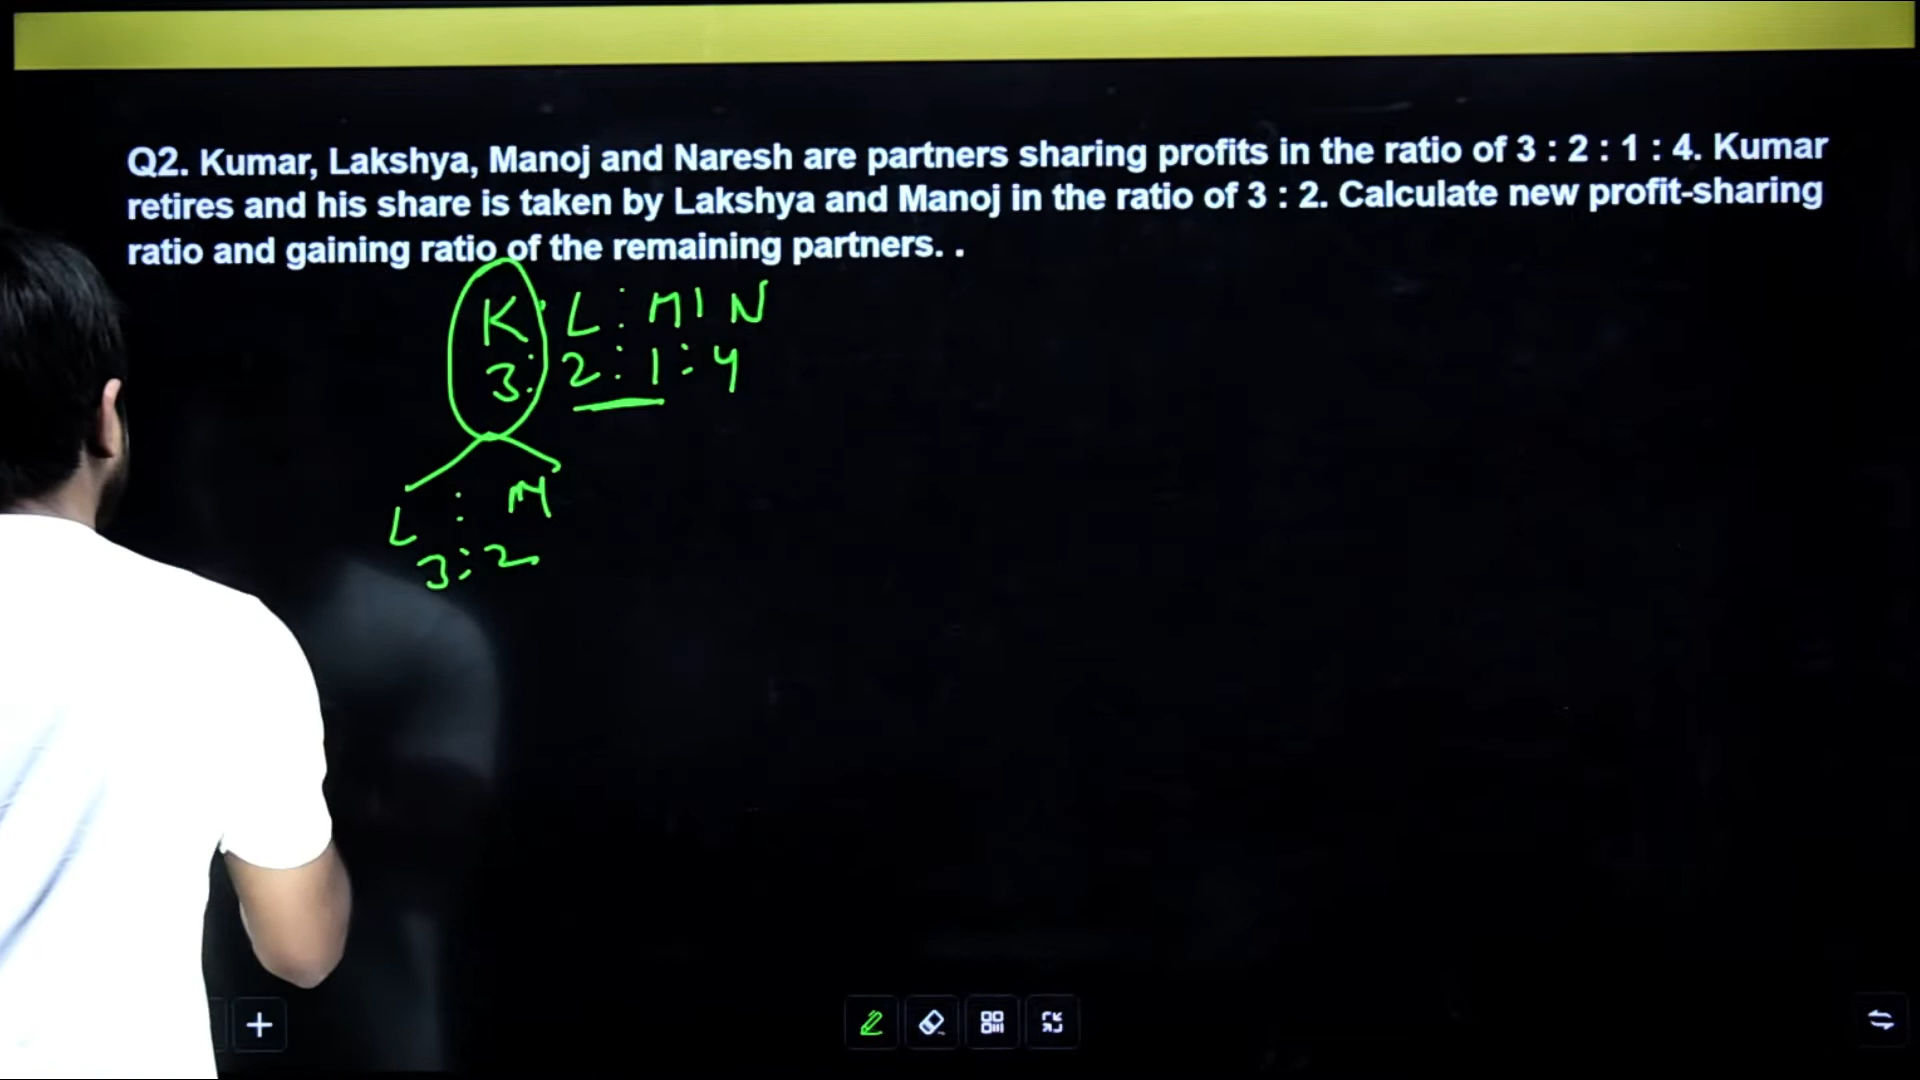 Q2. Kumar, Lakshya, Manoj and Naresh are partners sharing profits in the ratio of 3 : 2 : 1 : 4. Kumar
retires and his share is taken by Lakshya and Manoj in the ratio of 3 : 2. Calculate new profit-sharing
ratio and gaining ratio of the remaining partners. .
K : L : M : N
3 : 2 : 1 : 4
L : M
3 : 2